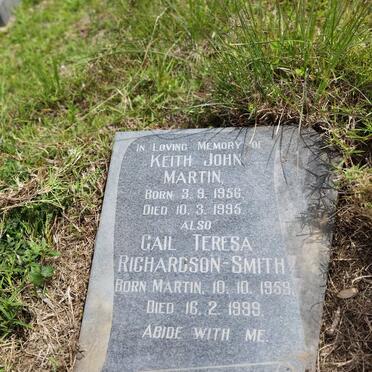 IN LOVING MEMORY OF
KEITH JOHN
MARTIN.
BORN 3.9.1956.
DIED 10.3.1995.
ALSO
GAIL TERESA
RICHARDSON-SMITH
BORN MARTIN, 10.10.1959.
DIED 16.2.1999.
ABIDE WITH ME.